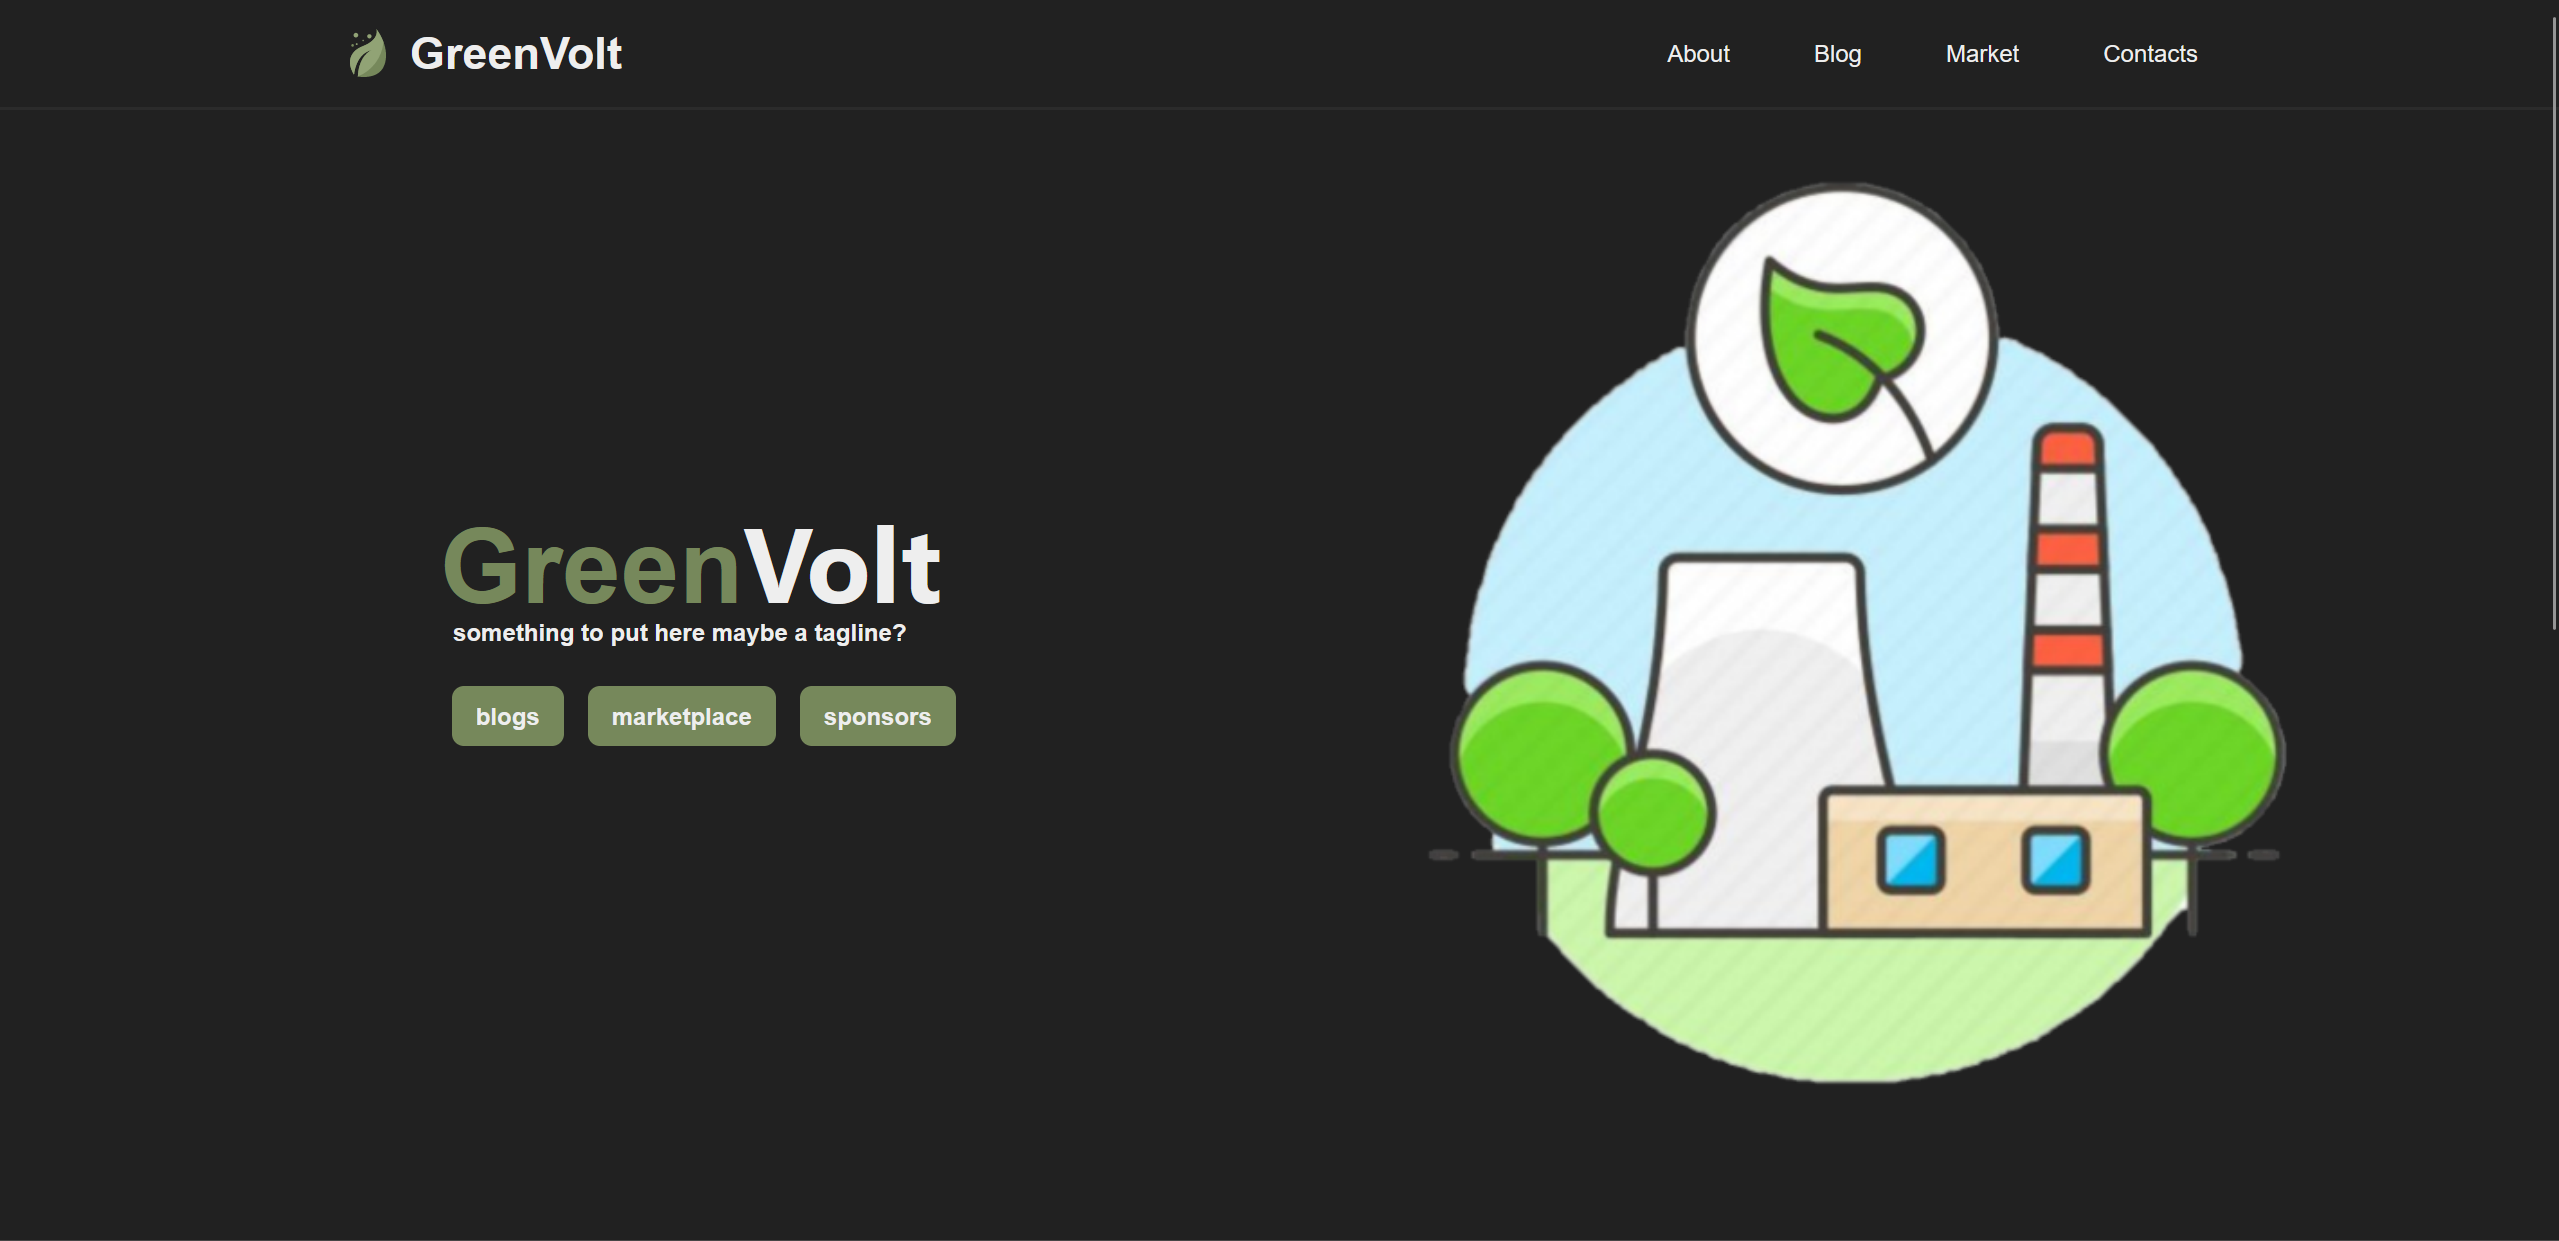 GreenVolt
About Blog Market Contacts
GreenVolt
something to put here maybe a tagline?
blogs marketplace sponsors